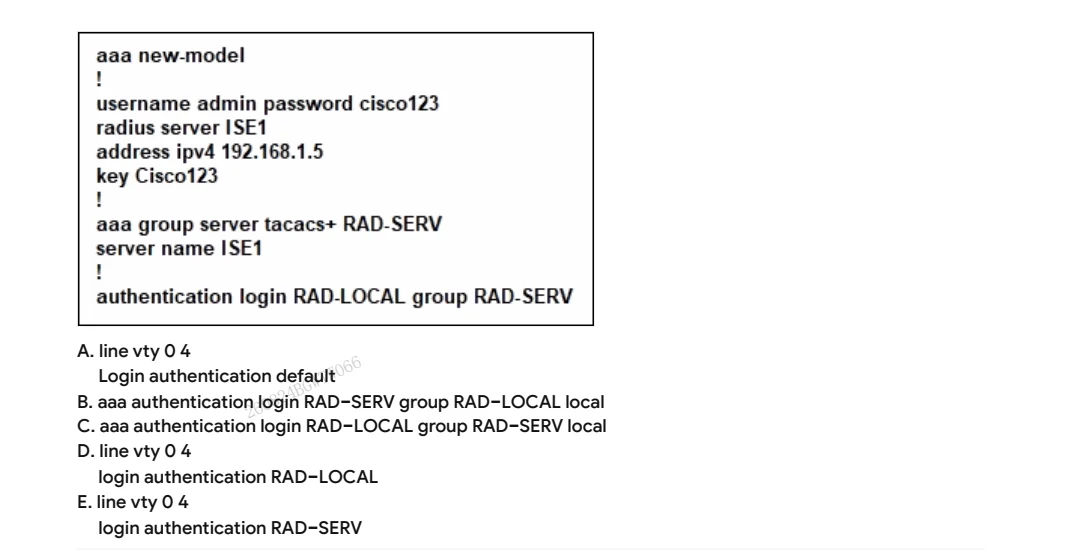 aaa new-model
!
username admin password cisco123
radius server ISE1
address ipv4 192.168.1.5
key Cisco123
!
aaa group server tacacs+ RAD-SERV
server name ISE1
!
authentication login RAD-LOCAL group RAD-SERV
A. line vty 0 4
Login authentication default
B. aaa authentication login RAD-SERV group RAD-LOCAL local
C. aaa authentication login RAD-LOCAL group RAD-SERV local
D. line vty 0 4
login authentication RAD-LOCAL
E. line vty 0 4
login authentication RAD-SERV